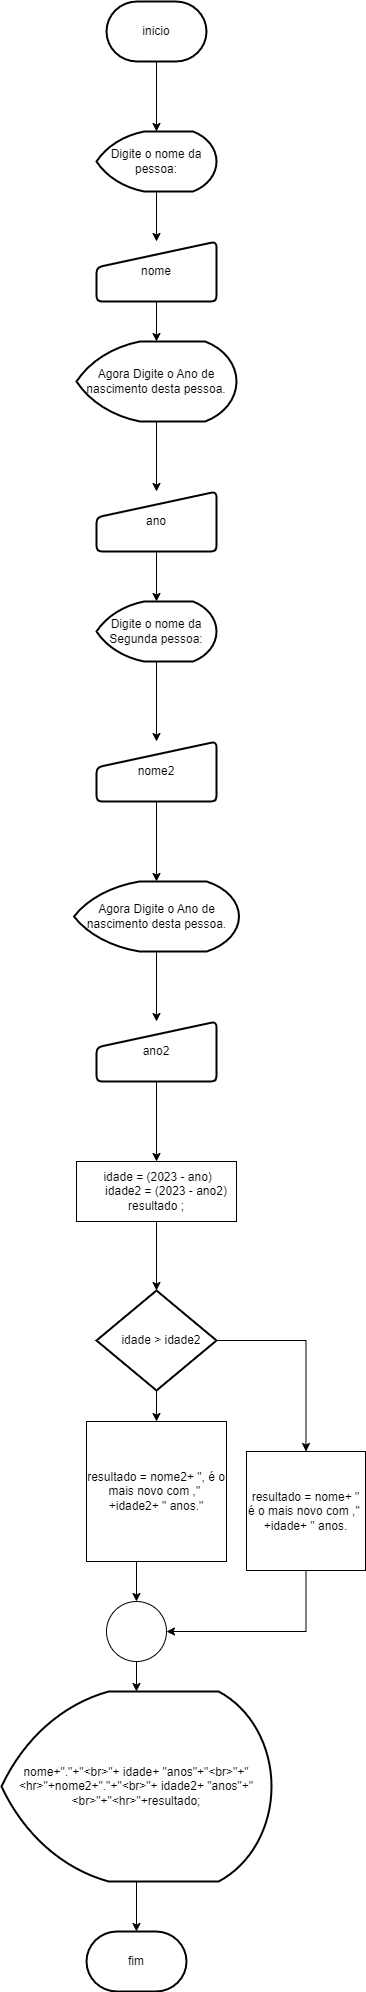 inicio
Digite o nome da
pessoa:
nome
Agora Digite o Ano de
nascimento desta pessoa.
ano
Digite o nome da
Segunda pessoa:
nome2
Agora Digite o Ano de
nascimento desta pessoa.
ano2
idade = (2023 - ano)
idade2 = (2023 - ano2)
resultado ;
idade > idade2
resultado = nome2+ ", é o
mais novo com ,"
+idade2+ " anos."
resultado = nome+ "
é o mais novo com ,"
+idade+ " anos.
nome+"."+"<br>"+ idade+ "anos"+"<br>"+"
<hr>"+nome2+"."+"<br>"+ idade2+ "anos"+"
<br>"+"<hr>"+resultado;
fim